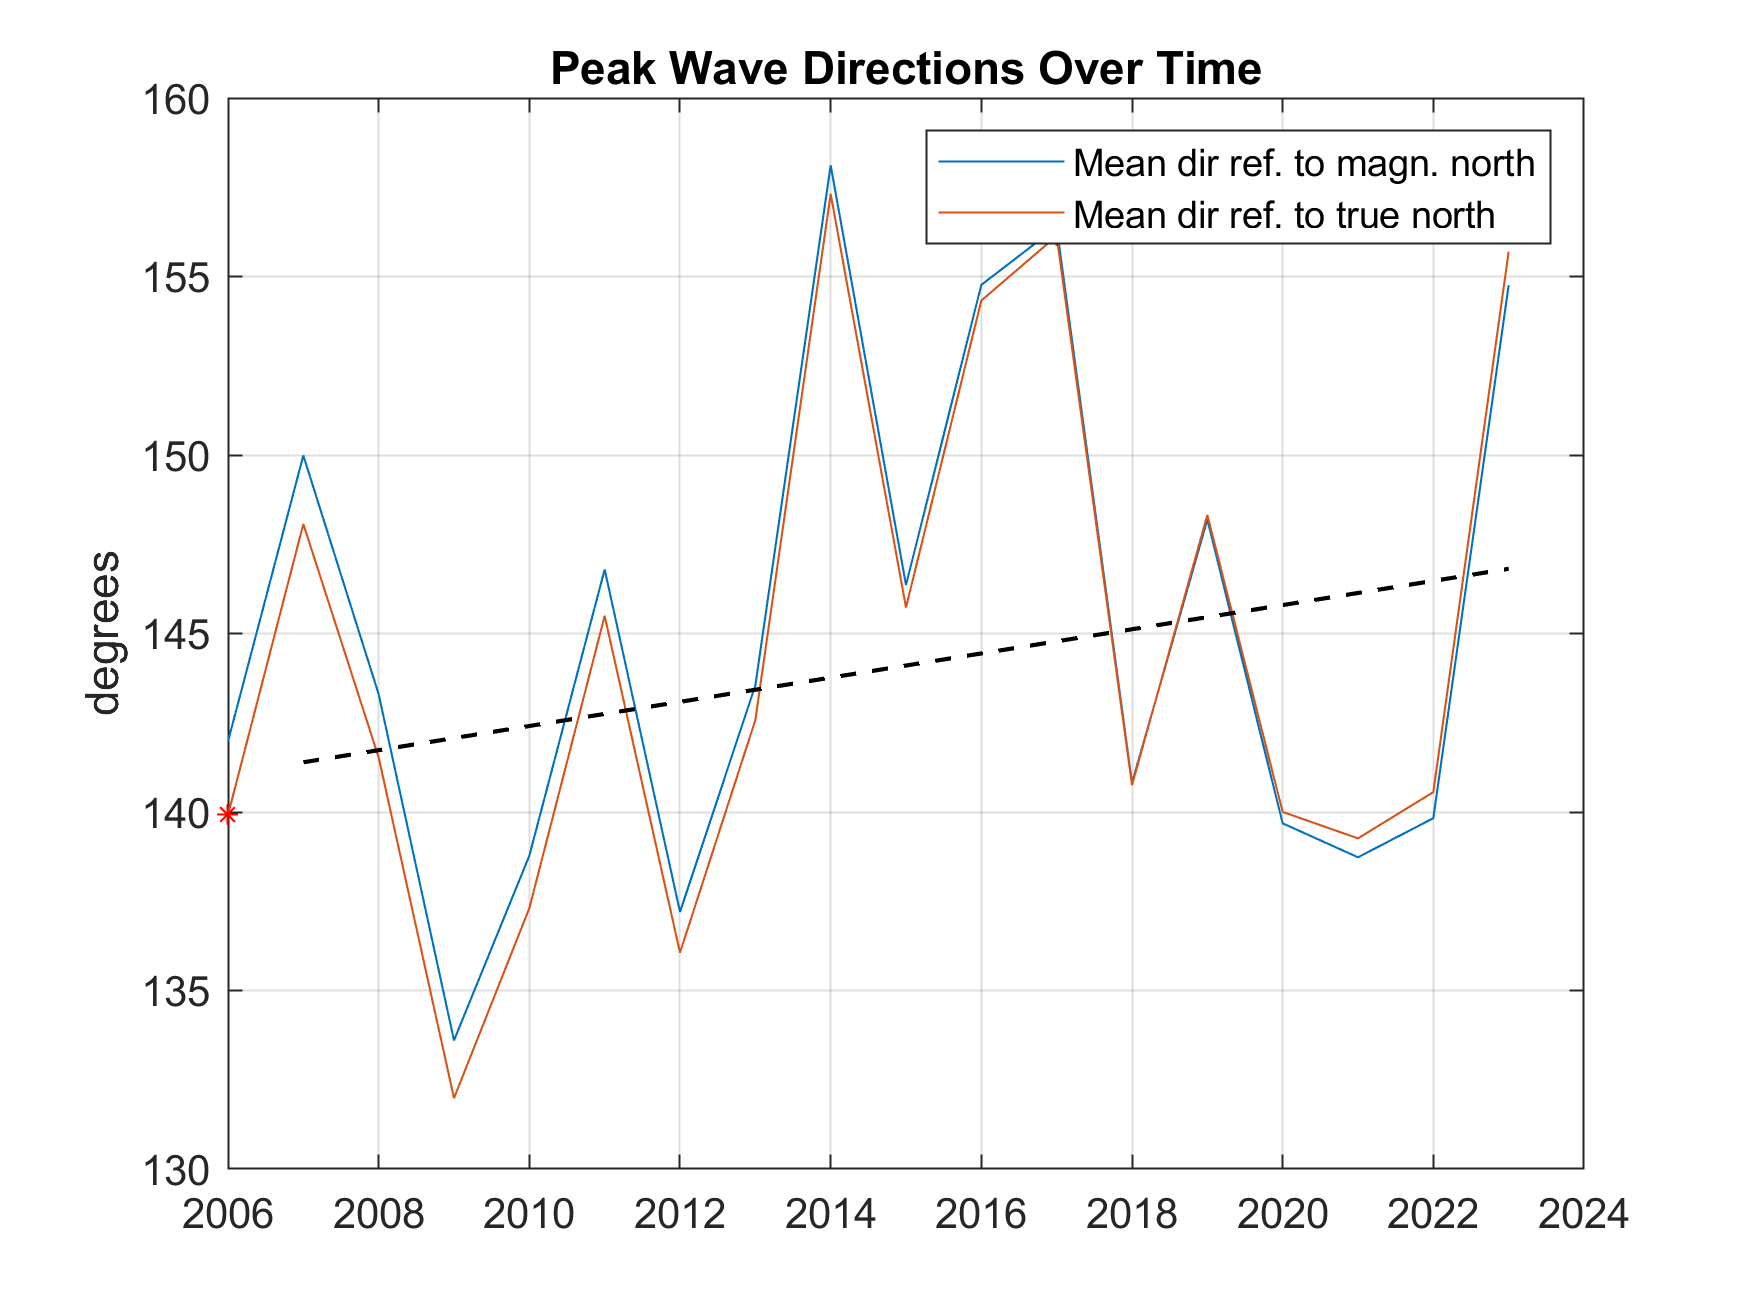 Peak Wave Directions Over Time
160
155
150
145
140
135
130
degrees
Mean dir ref. to magn. north
Mean dir ref. to true north
2006 2008 2010 2012 2014 2016 2018 2020 2022 2024